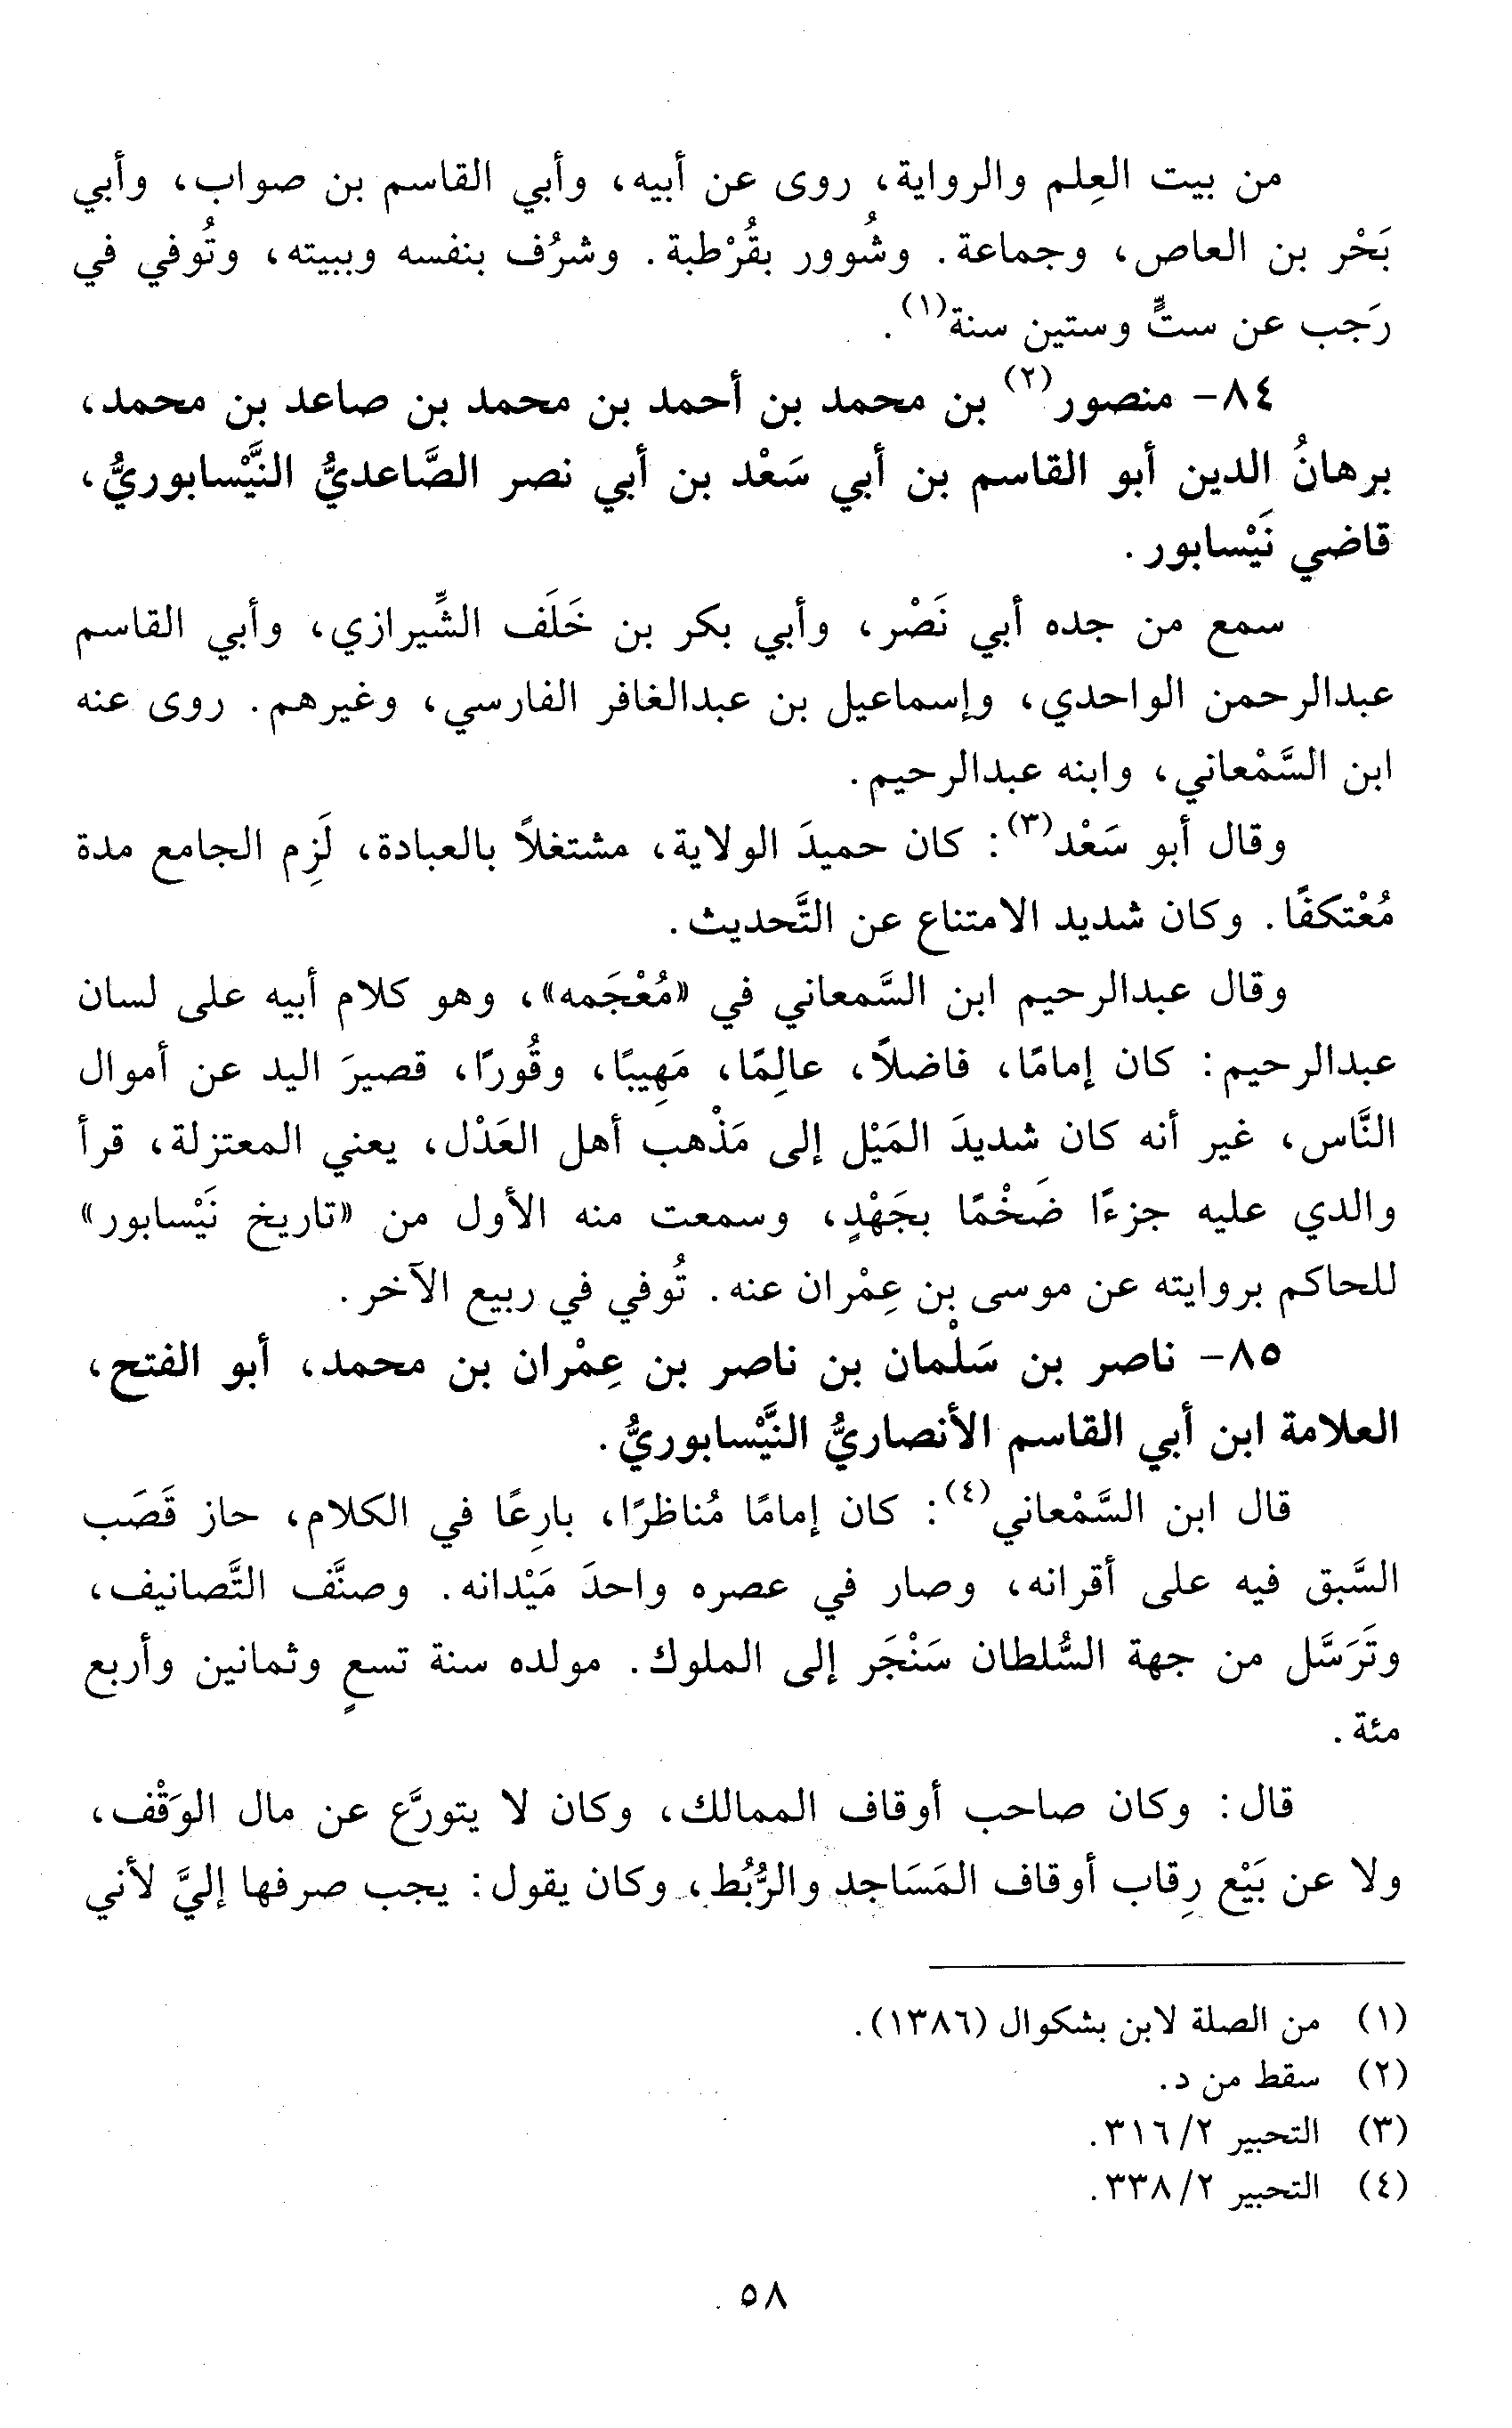 من بيت العِلم والرواية، روى عن أبيه، وأبي القاسم بن صواب، وأبي
بَحْر بن العاص، وجماعة. وشُوور بقُرْطبة. وشرُف بنفسه وببيته، وتُوفي في
رَجب عن ستٍّ وستين سنة(١).
٨٤- منصور(٢) بن محمد بن أحمد بن محمد بن صاعد بن محمد،
برهانُ الدين أبو القاسم بن أبي سَعْد بن أبي نصر الصَّاعديُّ النَّيْسابوريُّ،
قاضي نَيْسابور.
سمع من جده أبي نَصْر، وأبي بكر بن خَلَف الشِّيرازي، وأبي القاسم
عبدالرحمن الواحدي، وإسماعيل بن عبدالغافر الفارسي، وغيرهم. روى عنه
ابن السَّمْعاني، وابنه عبدالرحيم.
وقال أبو سَعْد(٣): كان حميدَ الولاية، مشتغلاً بالعبادة، لَزِم الجامع مدة
مُعْتكفًا. وكان شديد الامتناع عن التَّحديث.
وقال عبدالرحيم ابن السَّمعاني في «مُعْجَمه»، وهو كلام أبيه على لسان
عبدالرحيم: كان إمامًا، فاضلاً، عالِمًا، مَهِيبًا، وقُورًا، قصيرَ اليد عن أموال
النَّاس، غير أنه كان شديدَ المَيْل إلى مَذْهب أهل العَدْل، يعني المعتزلة، قرأ
والدي عليه جزءًا ضَخْمًا بجَهْدٍ، وسمعت منه الأول من «تاريخ نَيْسابور»
للحاكم بروايته عن موسى بن عِمْران عنه. تُوفي في ربيع الآخر.
٨٥- ناصر بن سَلْمان بن ناصر بن عِمْران بن محمد، أبو الفتح،
العلامة ابن أبي القاسم الأنصاريُّ النَّيْسابوريُّ.
قال ابن السَّمْعاني(٤): كان إمامًا مُناظرًا، بارِعًا في الكلام، حاز قَصَب
السَّبق فيه على أقرانه، وصار في عصره واحدَ مَيْدانه. وصنَّف التَّصانيف،
وتَرَسَّل من جهة السُّلطان سَنْجَر إلى الملوك. مولده سنة تسعٍ وثمانين وأربع
مئة.
قال: وكان صاحب أوقاف الممالك، وكان لا يتورَّع عن مال الوَقْف،
ولا عن بَيْع رِقاب أوقاف المَسَاجد والرُّبُط، وكان يقول: يجب صرفها إليَّ لأني
(١) من الصلة لابن بشكوال (١٣٨٦).
(٢) سقط من د.
(٣) التحبير ٢/ ٣١٦.
(٤) التحبير ٢/ ٣٣٨.
٥٨